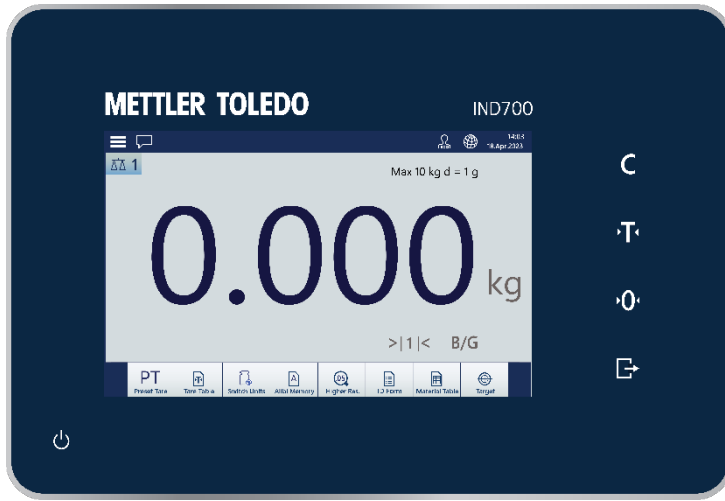 METTLER TOLEDO
IND700
14:03
18.Apr.2023
1
Max 10 kg d = 1 g
C
0.000 kg
→T←
→0←
>|1|< B/G
PT
Preset Tare
Tare Table
Switch Units
Alibi Memory
Higher Res.
ID Form
Material Table
Target